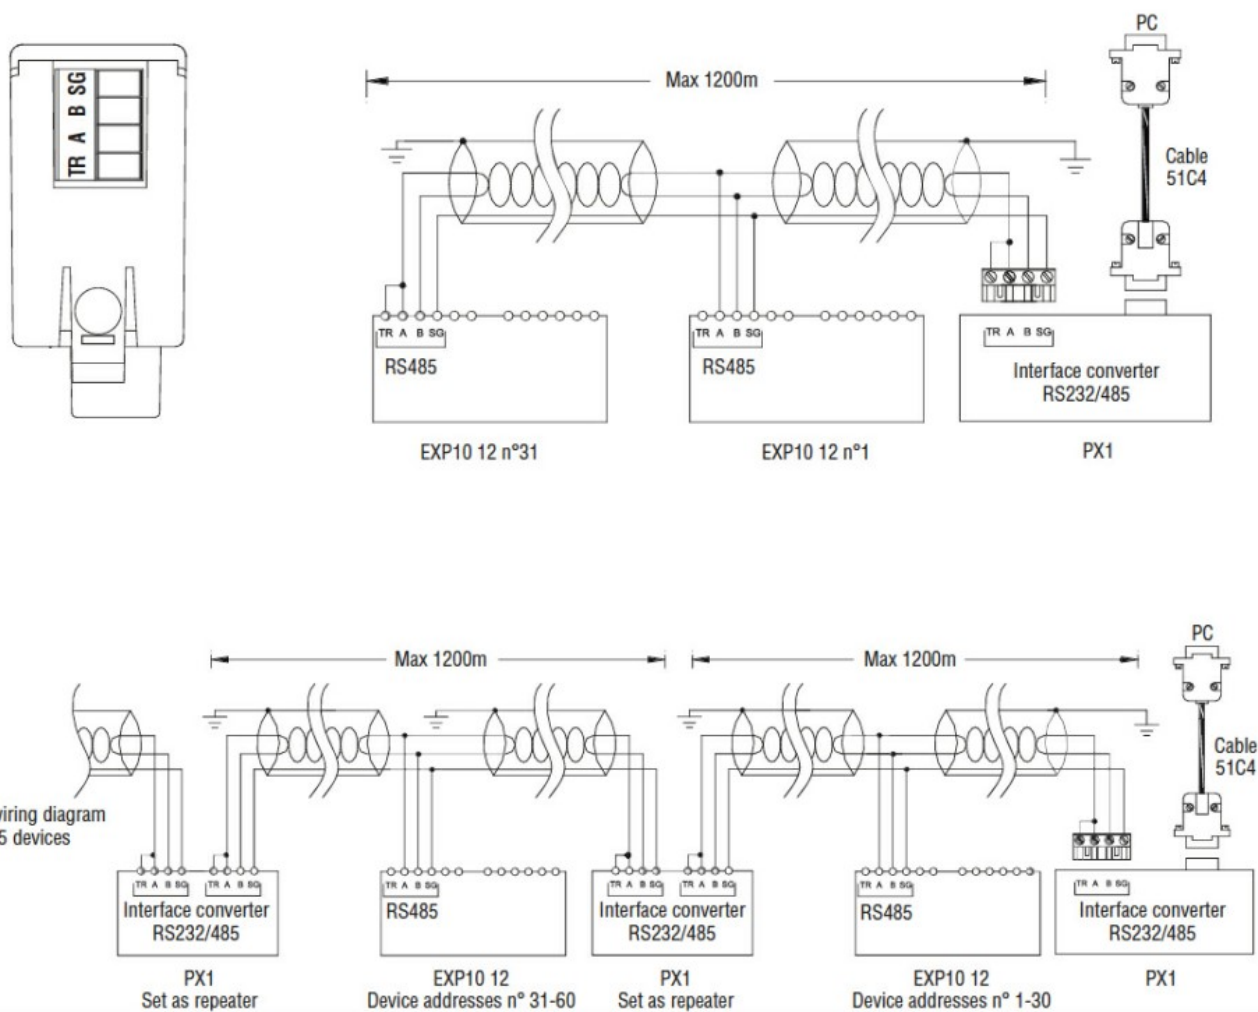 TR A B SG
PC
Max 1200m
Cable
51C4
TR A B SG
RS485
TR A B SG
RS485
TR A B SG
Interface converter
RS232/485
EXP10 12 n°31
EXP10 12 n°1
PX1
PC
Max 1200m
Max 1200m
Cable
51C4
wiring diagram
5 devices
TR A B SG
TR A B SG
Interface converter
RS232/485
TR A B SG
RS485
TR A B SG
TR A B SG
Interface converter
RS232/485
TR A B SG
RS485
TR A B SG
Interface converter
RS232/485
PX1
Set as repeater
EXP10 12
Device addresses n° 31-60
PX1
Set as repeater
EXP10 12
Device addresses n° 1-30
PX1